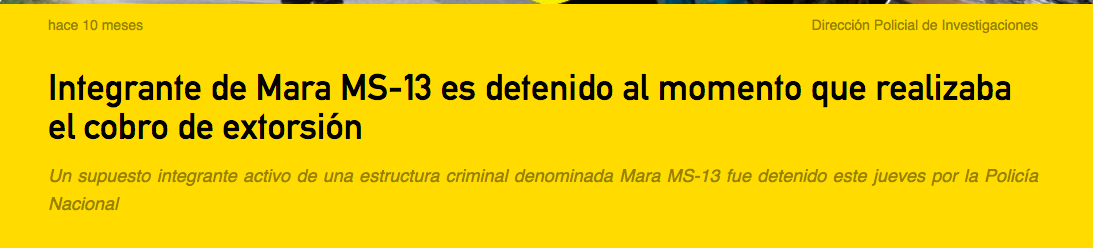 hace 10 meses
Dirección Policial de Investigaciones
Integrante de Mara MS-13 es detenido al momento que realizaba
el cobro de extorsión
Un supuesto integrante activo de una estructura criminal denominada Mara MS-13 fue detenido este jueves por la Policía
Nacional